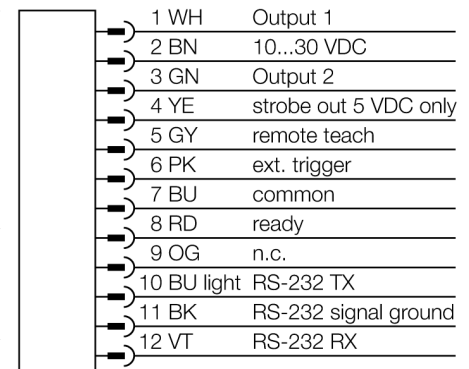 1 WH Output 1
2 BN 10...30 VDC
3 GN Output 2
4 YE strobe out 5 VDC only
5 GY remote teach
6 PK ext. trigger
7 BU common
8 RD ready
9 OG n.c.
10 BU light RS-232 TX
11 BK RS-232 signal ground
12 VT RS-232 RX